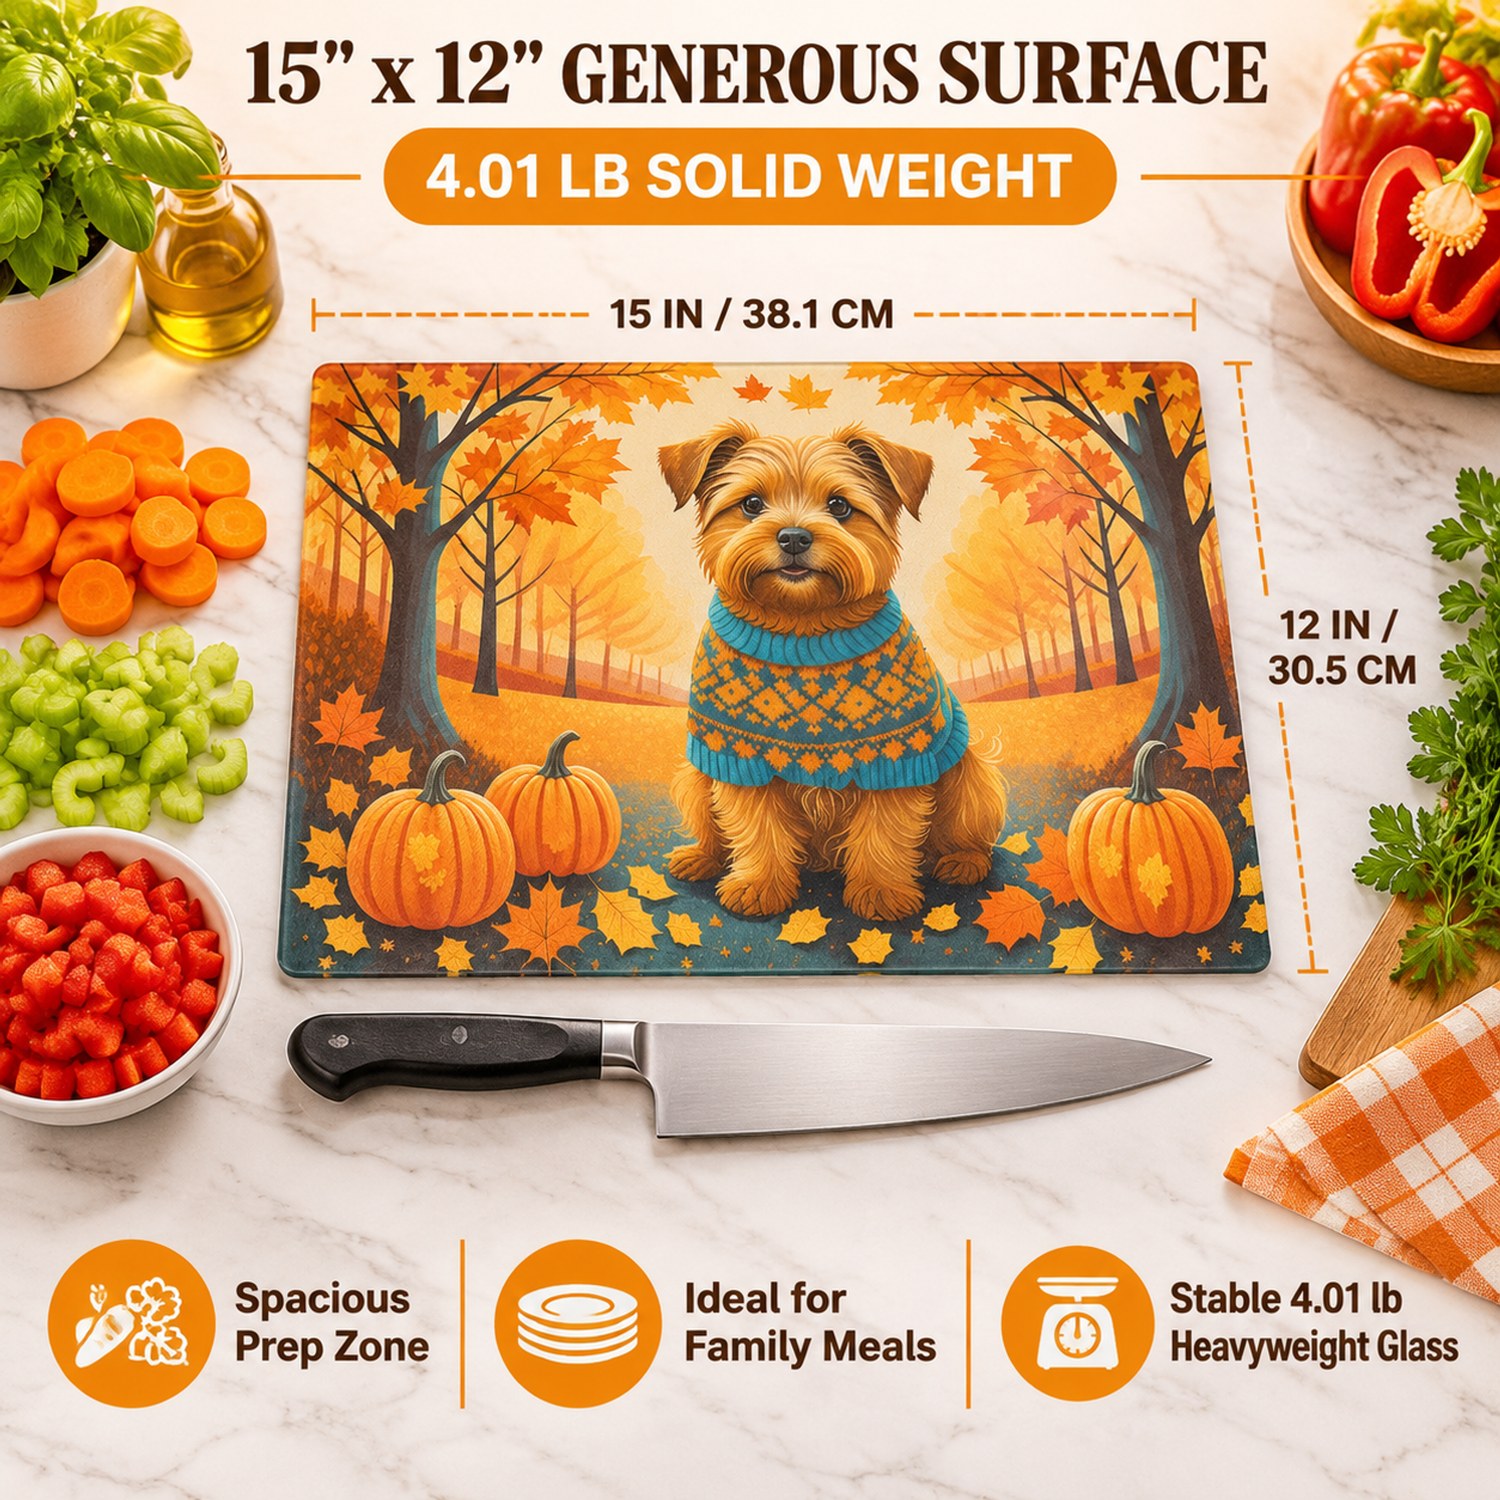 15” x 12” GENEROUS SURFACE
4.01 LB SOLID WEIGHT
15 IN / 38.1 CM
12 IN /
30.5 CM
Spacious
Prep Zone
Ideal for
Family Meals
Stable 4.01 lb
Heavyweight Glass